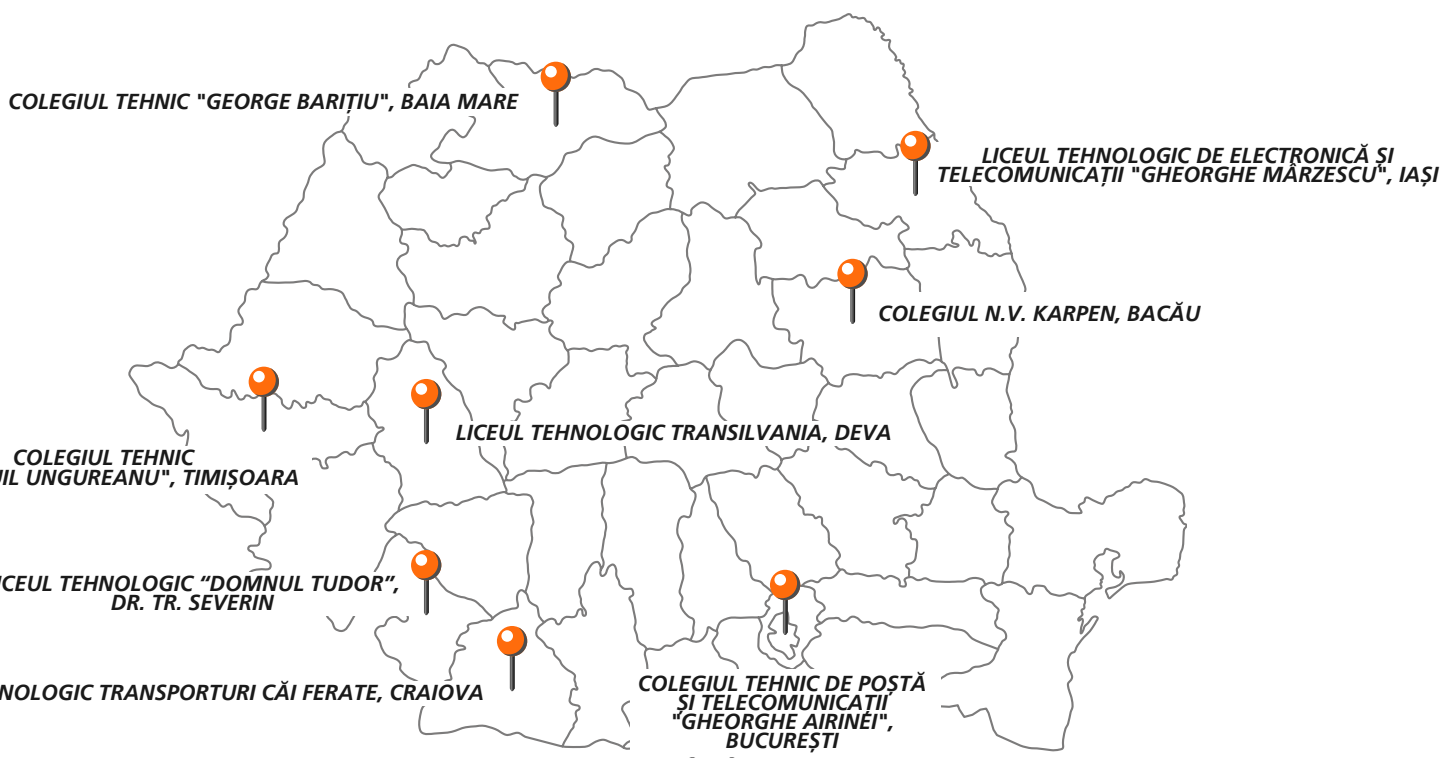 COLEGIUL TEHNIC "GEORGE BARIȚIU", BAIA MARE
LICEUL TEHNOLOGIC DE ELECTRONICĂ ȘI
TELECOMUNICAȚII "GHEORGHE MÂRZESCU", IAȘI
COLEGIUL N.V. KARPEN, BACĂU
LICEUL TEHNOLOGIC TRANSILVANIA, DEVA
COLEGIUL TEHNIC
UNGUREANU", TIMIȘOARA
TEHNOLOGIC “DOMNUL TUDOR”,
DR. TR. SEVERIN
TRANSPORTURI CĂI FERATE, CRAIOVA
COLEGIUL TEHNIC DE POȘTĂ
ȘI TELECOMUNICAȚII
"GHEORGHE AIRINEI",
BUCUREȘTI